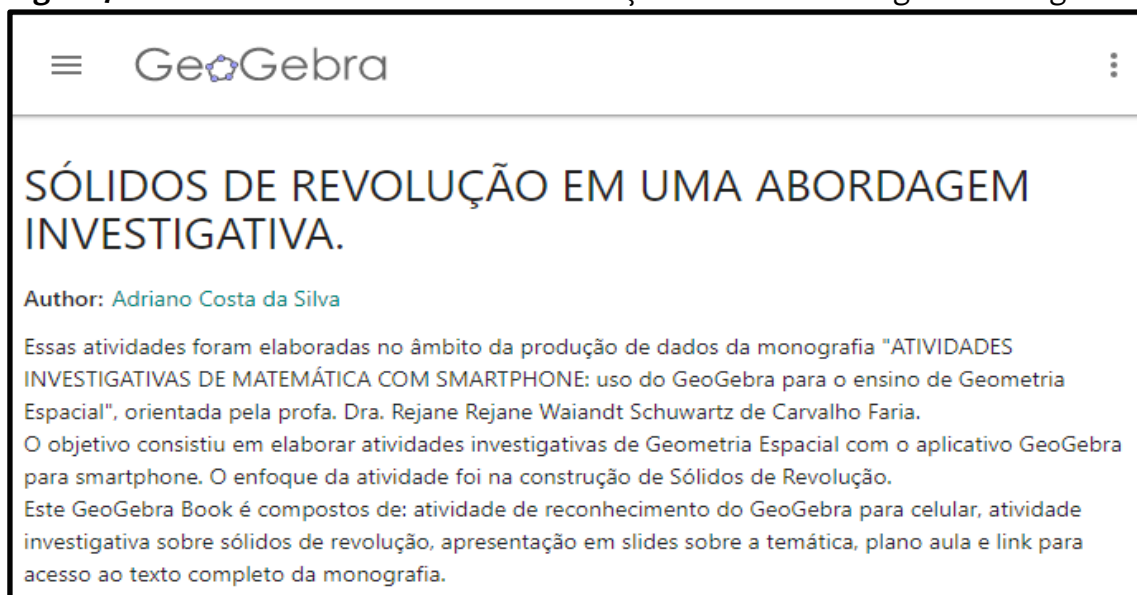 GeoGebra
SÓLIDOS DE REVOLUÇÃO EM UMA ABORDAGEM
INVESTIGATIVA.
Author: Adriano Costa da Silva
Essas atividades foram elaboradas no âmbito da produção de dados da monografia "ATIVIDADES
INVESTIGATIVAS DE MATEMÁTICA COM SMARTPHONE: uso do GeoGebra para o ensino de Geometria
Espacial", orientada pela profa. Dra. Rejane Rejane Waiandt Schuwartz de Carvalho Faria.
O objetivo consistiu em elaborar atividades investigativas de Geometria Espacial com o aplicativo GeoGebra
para smartphone. O enfoque da atividade foi na construção de Sólidos de Revolução.
Este GeoGebra Book é compostos de: atividade de reconhecimento do GeoGebra para celular, atividade
investigativa sobre sólidos de revolução, apresentação em slides sobre a temática, plano aula e link para
acesso ao texto completo da monografia.